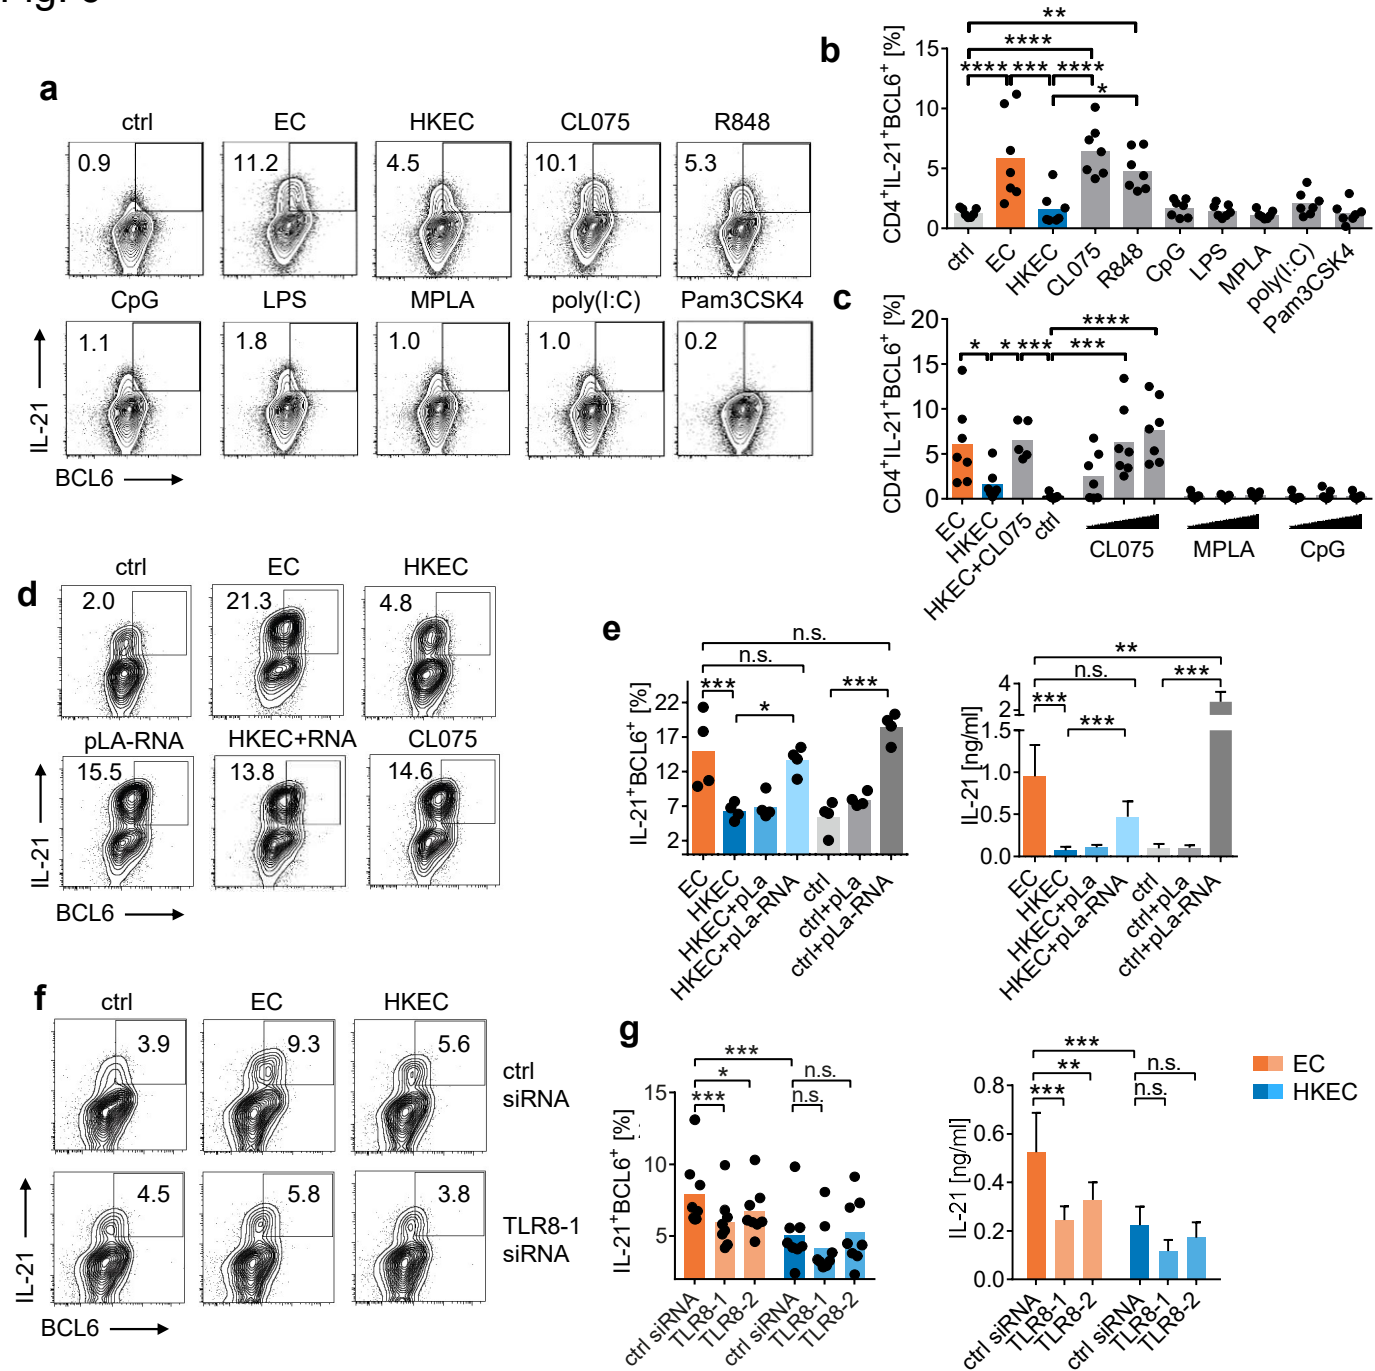 a
ctrl
EC
HKEC
CL075
R848
0.9
11.2
4.5
10.1
5.3
CpG
LPS
MPLA
poly(I:C)
Pam3CSK4
1.1
1.8
1.0
1.0
0.2
IL-21
BCL6
b
CD4+IL-21+BCL6+ [%]
**
****
**** *** ****
*
15
10
5
0
ctrl
EC
HKEC
CL075
R848
CpG
LPS
MPLA
poly(I:C)
Pam3CSK4
c
CD4+IL-21+BCL6+ [%]
****
* * *** ***
20
15
10
5
0
EC
HKEC
HKEC+CL075
ctrl
CL075
MPLA
CpG
d
ctrl
EC
HKEC
2.0
21.3
4.8
pLA-RNA
HKEC+RNA
CL075
15.5
13.8
14.6
IL-21
BCL6
e
IL-21+BCL6+ [%]
n.s.
n.s.
***
***
*
22
17
12
7
2
EC
HKEC
HKEC+pLa
HKEC+pLa-RNA
ctrl
ctrl+pLa
ctrl+pLa-RNA
IL-21 [ng/ml]
**
n.s.
***
***
***
4
2
1.5
1.0
0.5
0.0
EC
HKEC
HKEC+pLa
HKEC+pLa-RNA
ctrl
ctrl+pLa
ctrl+pLa-RNA
f
ctrl
EC
HKEC
3.9
9.3
5.6
ctrl
siRNA
4.5
5.8
3.8
TLR8-1
siRNA
IL-21
BCL6
g
IL-21+BCL6+ [%]
***
*
n.s.
***
n.s.
15
10
5
ctrl siRNA
TLR8-1
TLR8-2
ctrl siRNA
TLR8-1
TLR8-2
IL-21 [ng/ml]
***
**
n.s.
***
n.s.
0.8
0.6
0.4
0.2
0.0
ctrl siRNA
TLR8-1
TLR8-2
ctrl siRNA
TLR8-1
TLR8-2
EC
HKEC